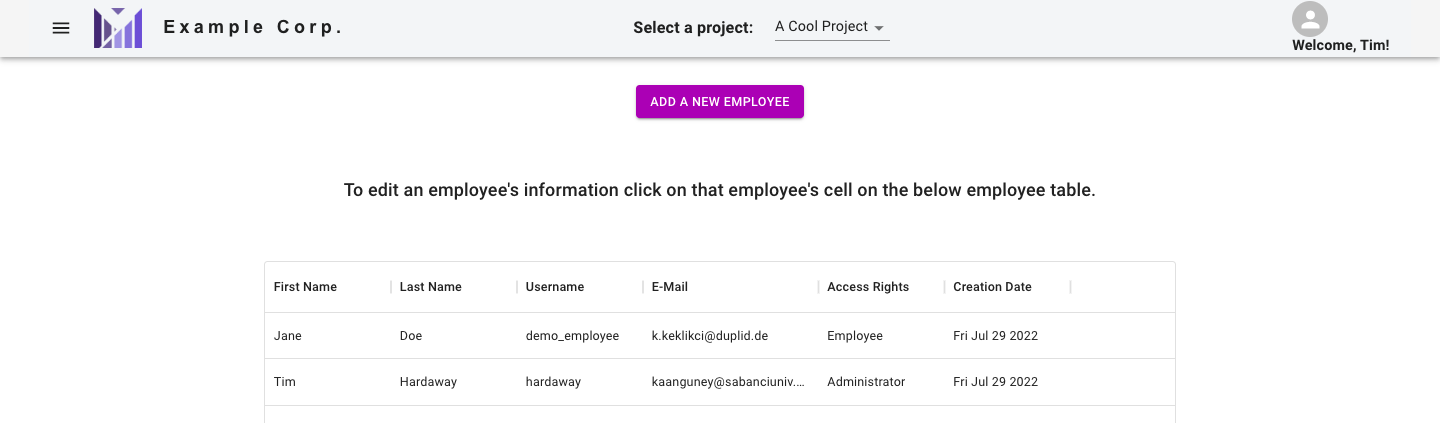 Example Corp.
Select a project:
A Cool Project
Welcome, Tim!
ADD A NEW EMPLOYEE
To edit an employee's information click on that employee's cell on the below employee table.
First Name Last Name Username E-Mail Access Rights Creation Date
Jane Doe demo_employee k.keklikci@duplid.de Employee Fri Jul 29 2022
Tim Hardaway hardaway kaanguney@sabanciuniv.... Administrator Fri Jul 29 2022